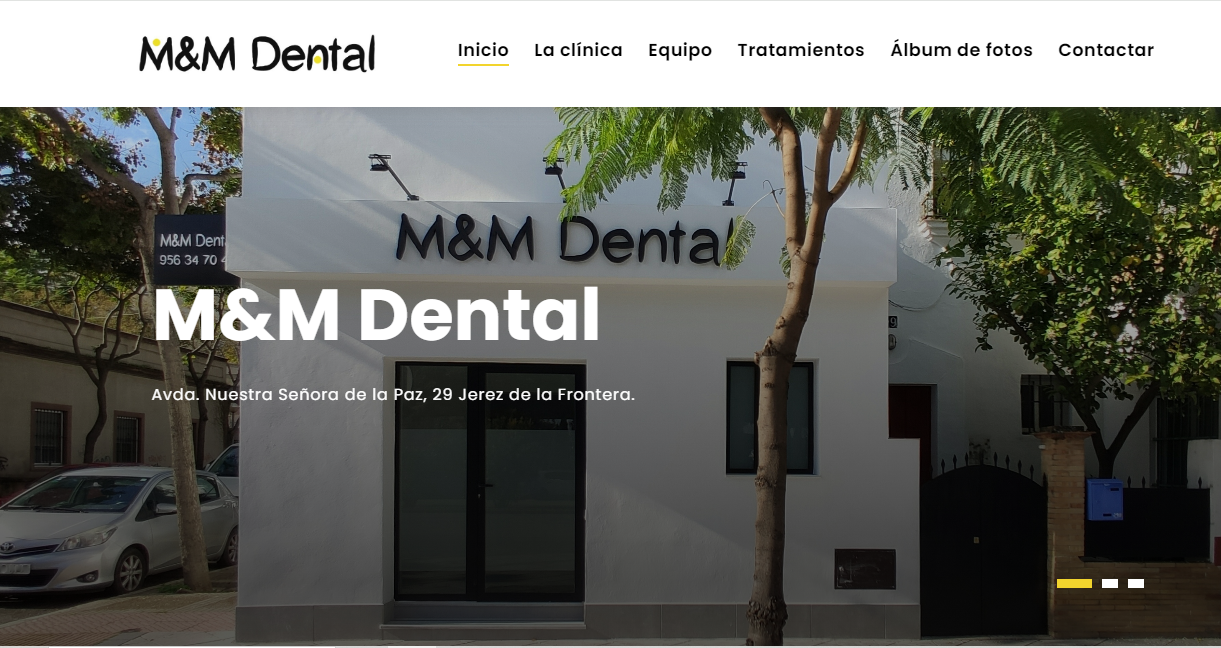 M&M Dental
Inicio
La clínica
Equipo
Tratamientos
Álbum de fotos
Contactar
M&M Dental
M&M Dent
956 34 70 4
M&M Dental
Avda. Nuestra Señora de la Paz, 29 Jerez de la Frontera.